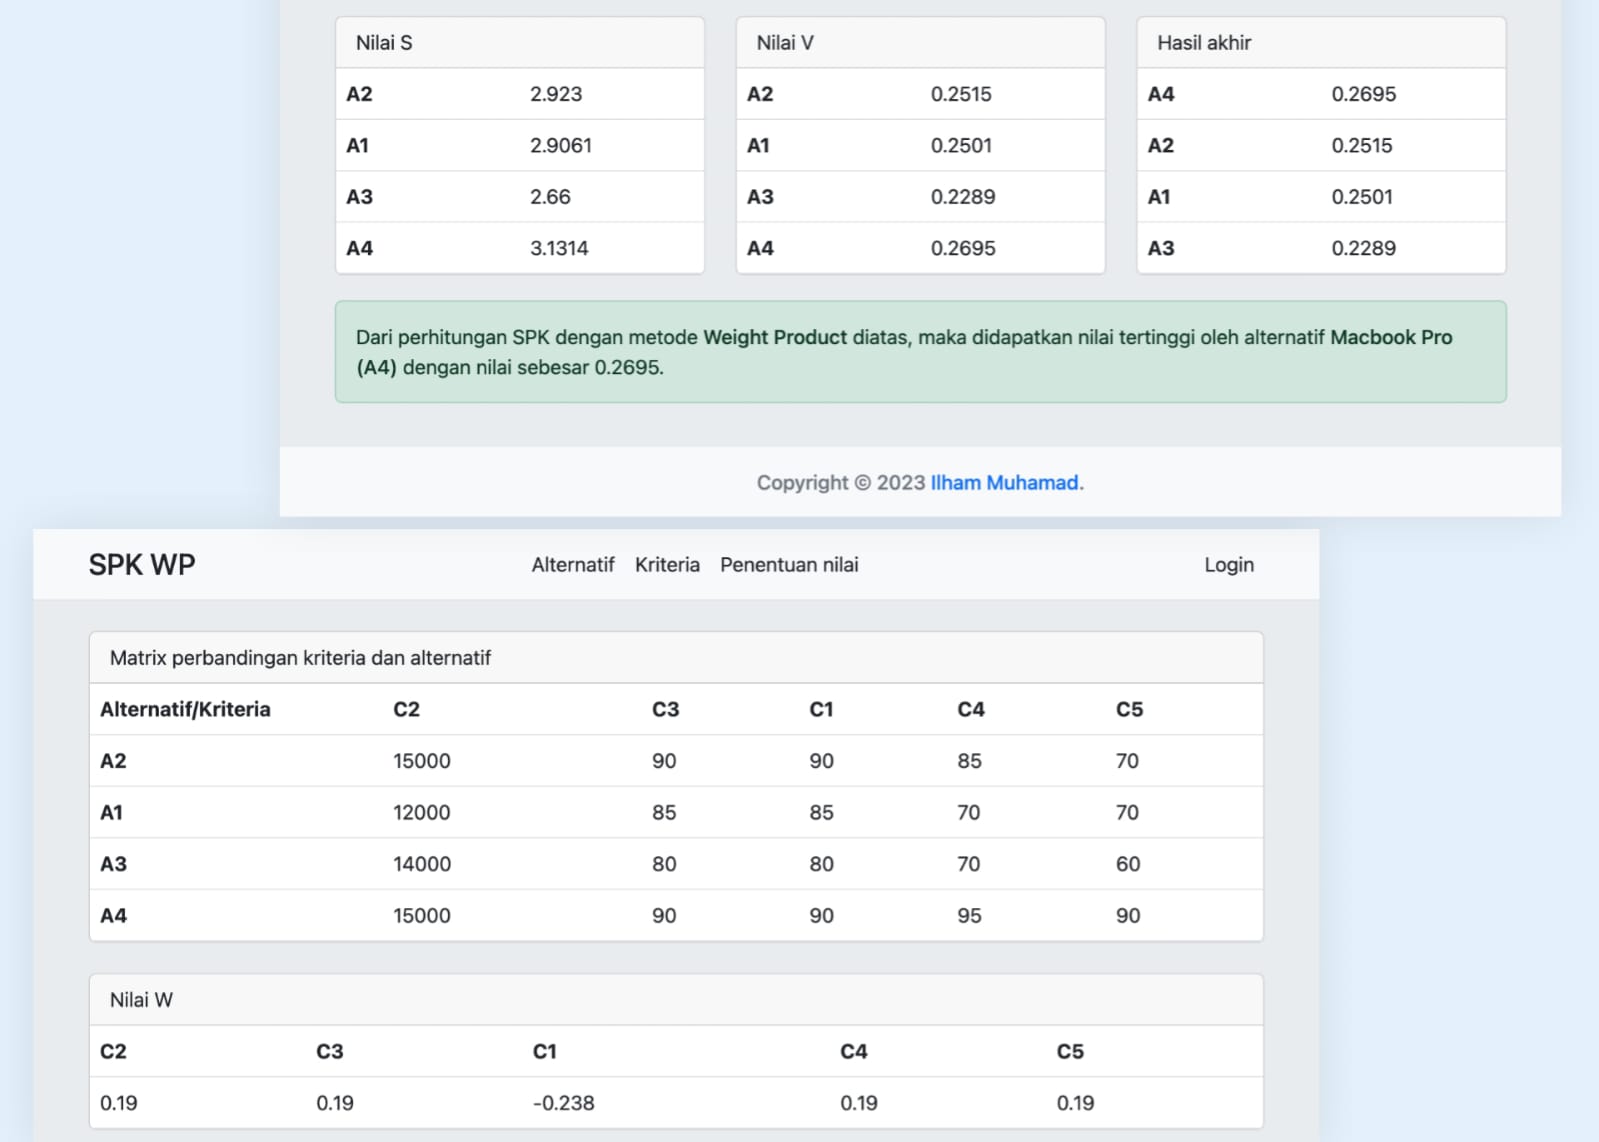 Nilai S
A2 2.923
A1 2.9061
A3 2.66
A4 3.1314
Nilai V
A2 0.2515
A1 0.2501
A3 0.2289
A4 0.2695
Hasil akhir
A4 0.2695
A2 0.2515
A1 0.2501
A3 0.2289
Dari perhitungan SPK dengan metode Weight Product diatas, maka didapatkan nilai tertinggi oleh alternatif Macbook Pro
(A4) dengan nilai sebesar 0.2695.
Copyright © 2023 Ilham Muhamad.
SPK WP Alternatif Kriteria Penentuan nilai Login
Matrix perbandingan kriteria dan alternatif
Alternatif/Kriteria C2 C3 C1 C4 C5
A2 15000 90 90 85 70
A1 12000 85 85 70 70
A3 14000 80 80 70 60
A4 15000 90 90 95 90
Nilai W
C2 C3 C1 C4 C5
0.19 0.19 -0.238 0.19 0.19